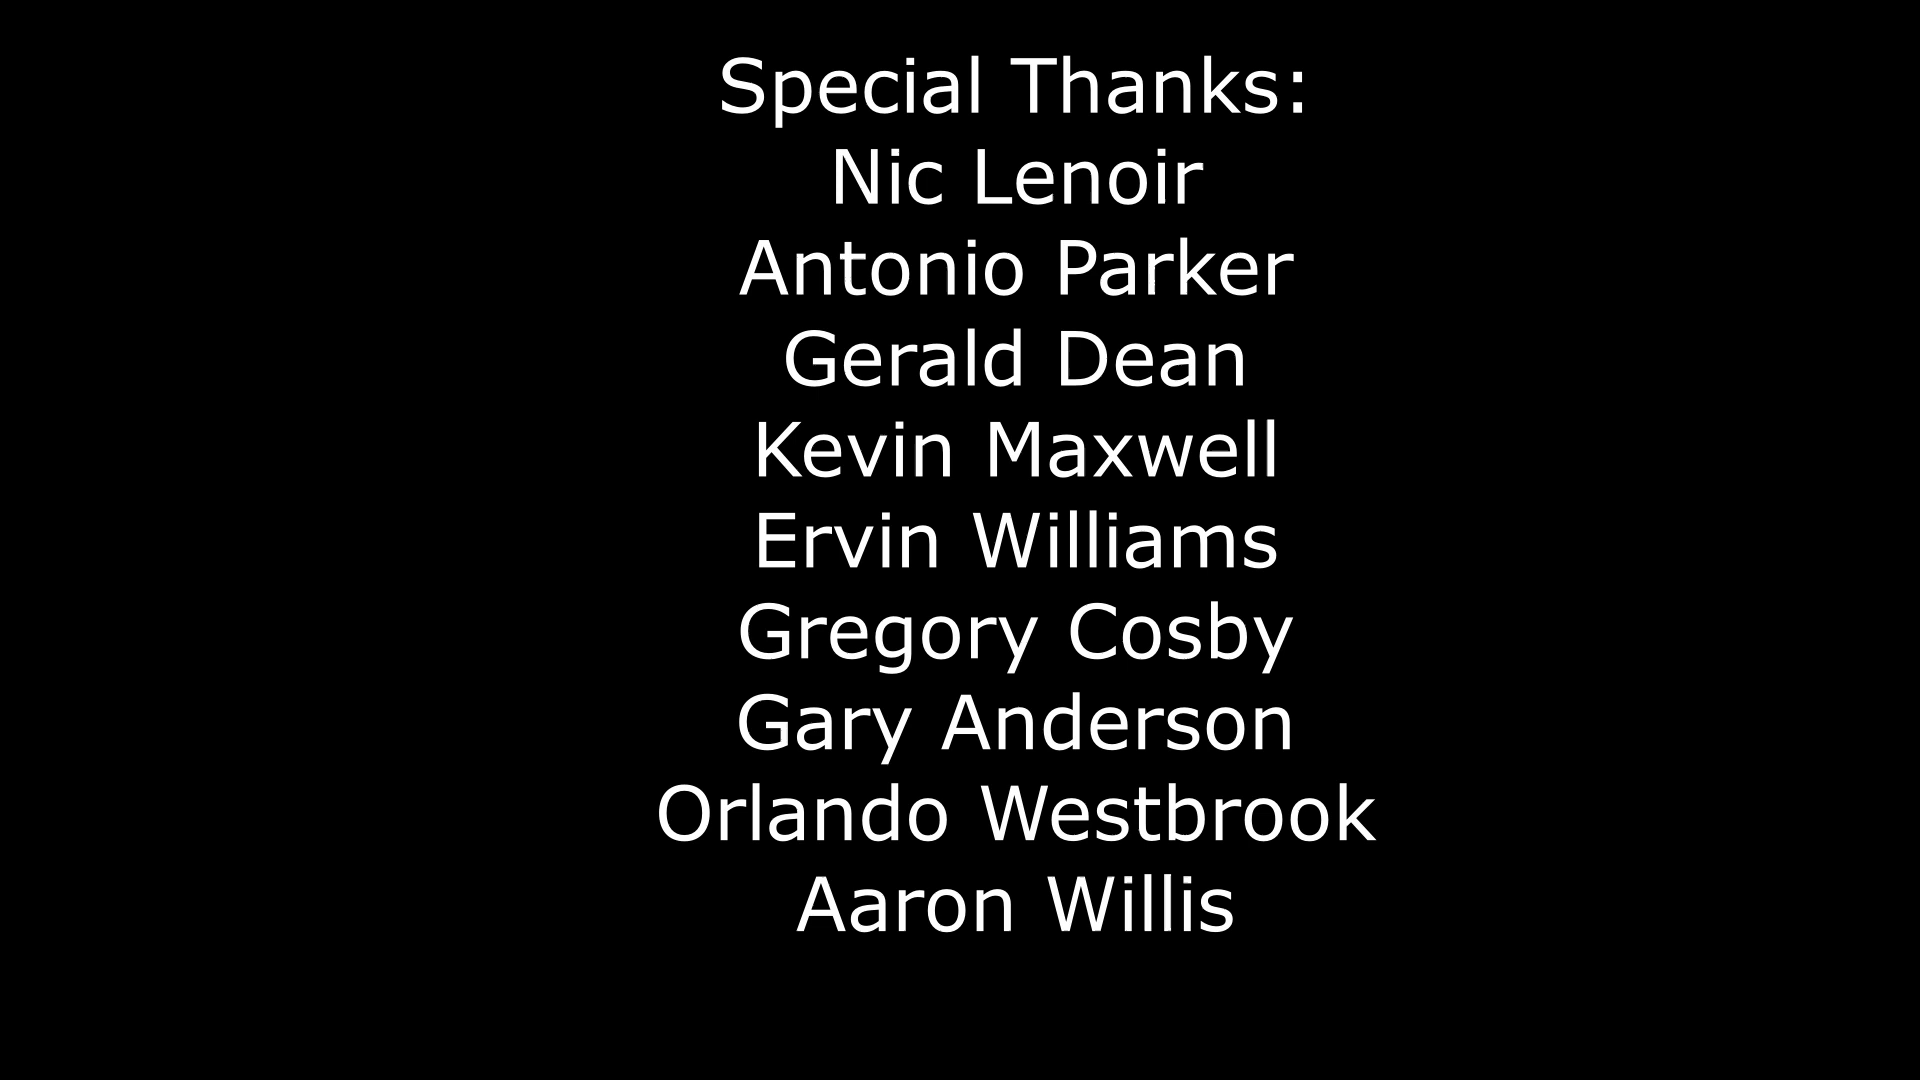 Special Thanks:
Nic Lenoir
Antonio Parker
Gerald Dean
Kevin Maxwell
Ervin Williams
Gregory Cosby
Gary Anderson
Orlando Westbrook
Aaron Willis